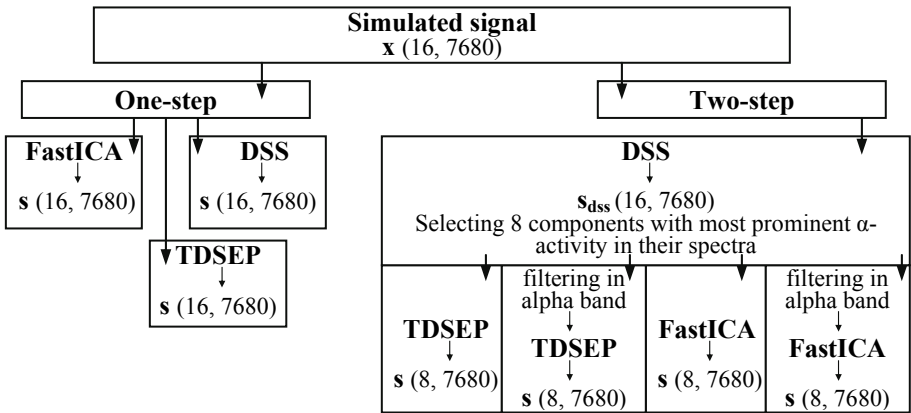 Simulated signal
x (16, 7680)
One-step
Two-step
FastICA
s (16, 7680)
DSS
s (16, 7680)
TDSEP
s (16, 7680)
DSS
s_dss (16, 7680)
Selecting 8 components with most prominent α-
activity in their spectra
TDSEP
s (8, 7680)
filtering in
alpha band
TDSEP
s (8, 7680)
FastICA
s (8, 7680)
filtering in
alpha band
FastICA
s (8, 7680)